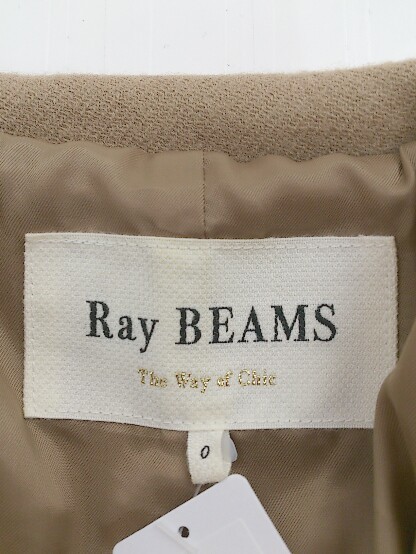 Ray BEAMS
The Way of Chic
0